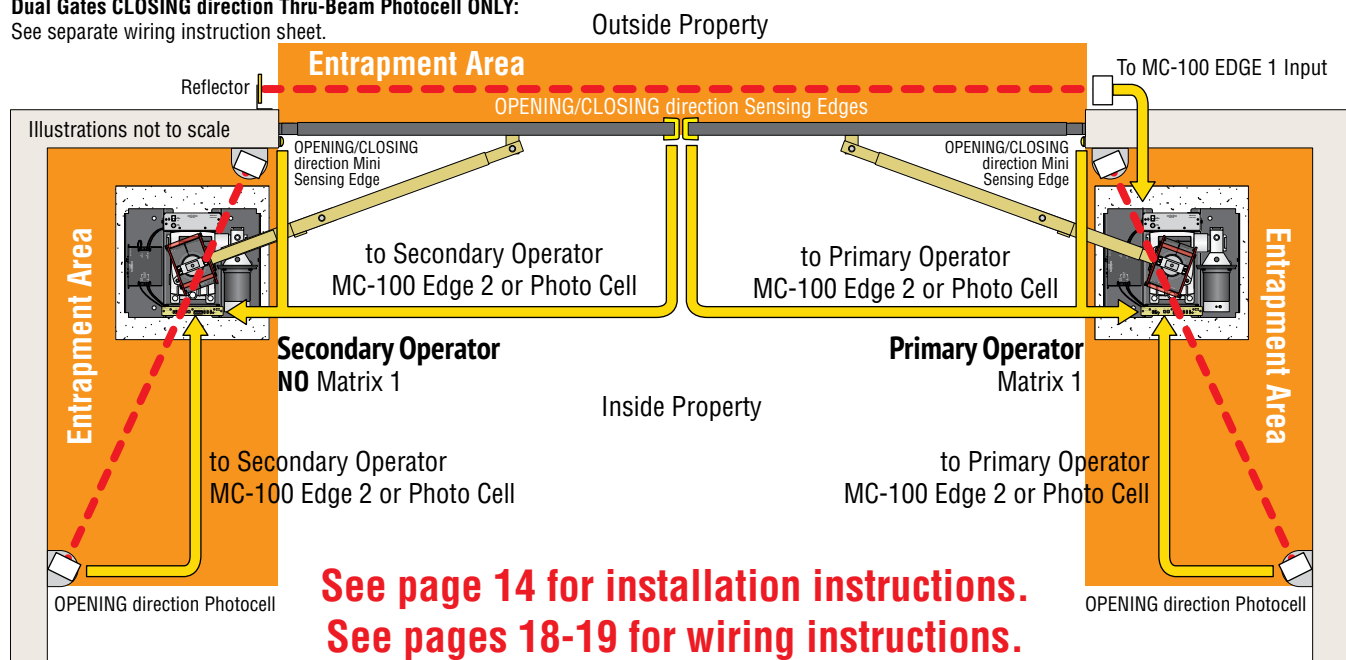 Dual Gates CLOSING direction Thru-Beam Photocell ONLY:
See separate wiring instruction sheet.
Outside Property
Entrapment Area
Reflector
To MC-100 EDGE 1 Input
OPENING/CLOSING direction Sensing Edges
Illustrations not to scale
OPENING/CLOSING
direction Mini
Sensing Edge
OPENING/CLOSING
direction Mini
Sensing Edge
Entrapment Area
to Secondary Operator
MC-100 Edge 2 or Photo Cell
to Primary Operator
MC-100 Edge 2 or Photo Cell
Entrapment Area
Secondary Operator
NO Matrix 1
Primary Operator
Matrix 1
Inside Property
to Secondary Operator
MC-100 Edge 2 or Photo Cell
to Primary Operator
MC-100 Edge 2 or Photo Cell
OPENING direction Photocell
OPENING direction Photocell
See page 14 for installation instructions.
See pages 18-19 for wiring instructions.